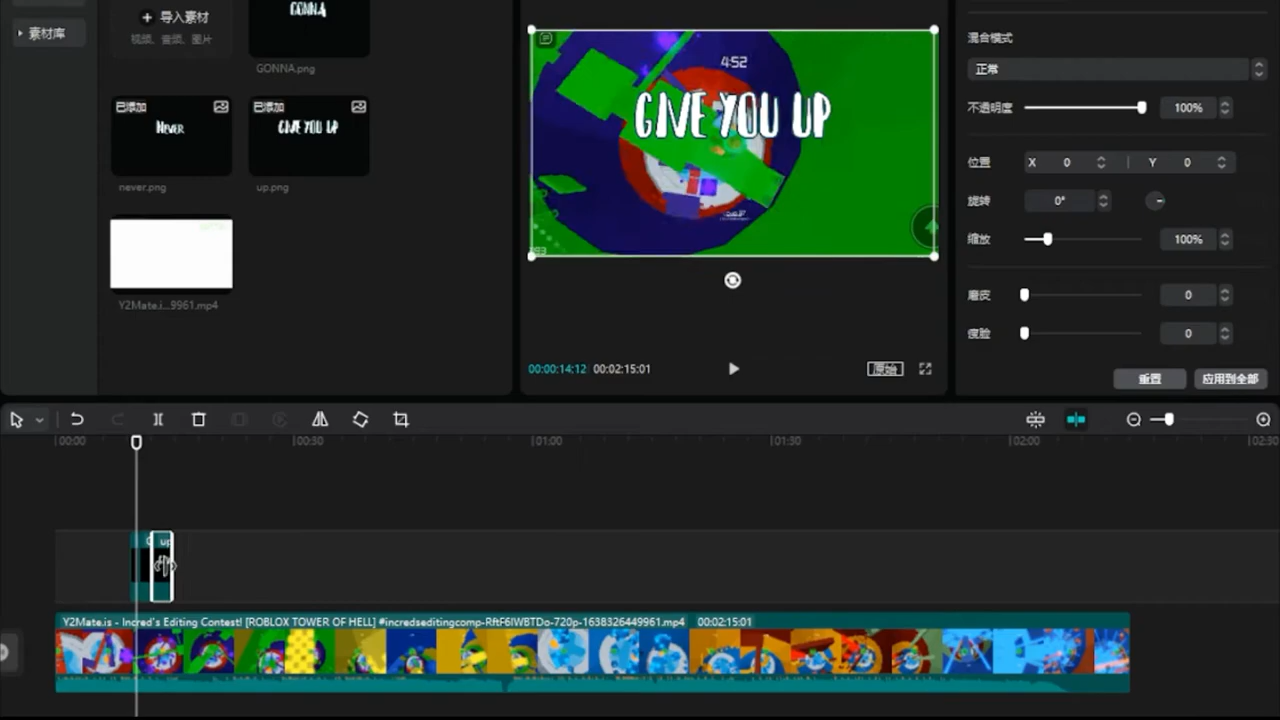 素材库
导入素材
视频、音频、图片
GONNA
GONNA.png
已添加
NEVER
never.png
已添加
GIVE YOU UP
up.png
Y2Mate.i...9961.mp4
4:52
GIVE YOU UP
00:00:14:12 00:02:15:01
原始
混合模式
正常
不透明度 100%
位置 X 0 Y 0
旋转 0°
缩放 100%
磨皮 0
瘦脸 0
重置 应用到全部
00:00 00:30 01:00 01:30 02:00 02:30
G up
Y2Mate.is - Incred's Editing Contest! [ROBLOX TOWER OF HELL] #incredseditingcomp-RftF6IWBTDo-720p-1638326449961.mp4 00:02:15:01